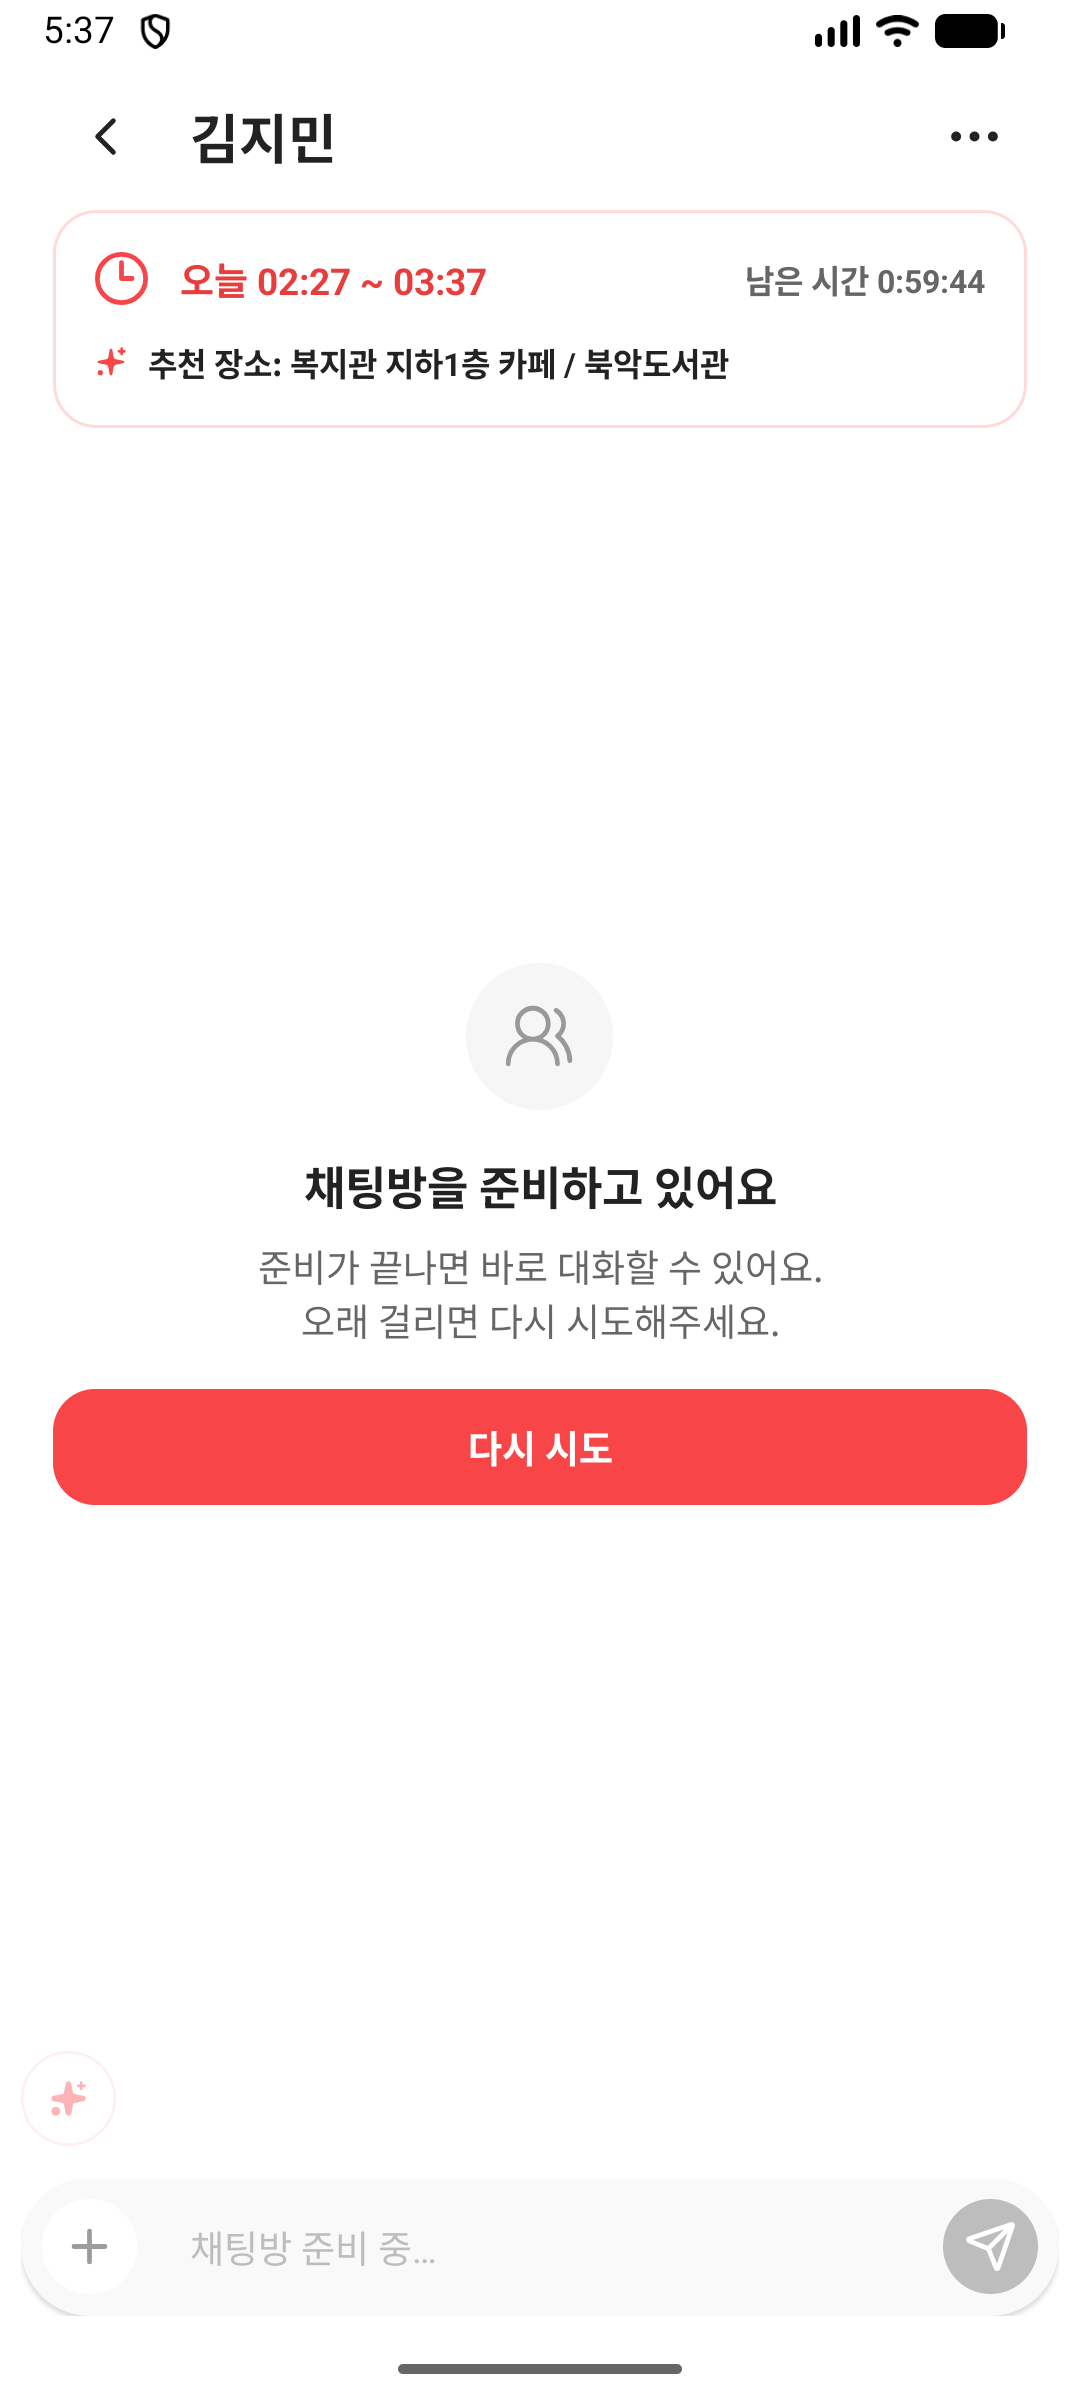 5:37
김지민
오늘 02:27 ~ 03:37
남은 시간 0:59:44
추천 장소: 복지관 지하1층 카페 / 북악도서관
채팅방을 준비하고 있어요
준비가 끝나면 바로 대화할 수 있어요.
오래 걸리면 다시 시도해주세요.
다시 시도
채팅방 준비 중...